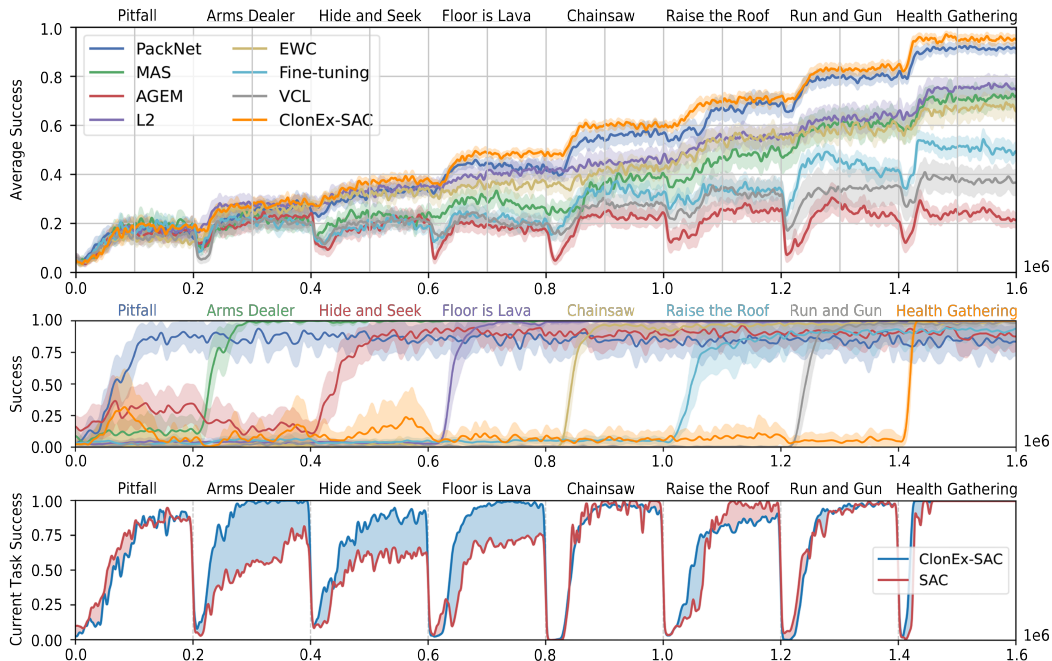 Pitfall Arms Dealer Hide and Seek Floor is Lava Chainsaw Raise the Roof Run and Gun Health Gathering
1.0
0.8
0.6
0.4
0.2
0.0
Average Success
PackNet
MAS
AGEM
L2
EWC
Fine-tuning
VCL
ClonEx-SAC
1e6
0.0 0.2 0.4 0.6 0.8 1.0 1.2 1.4 1.6
Pitfall Arms Dealer Hide and Seek Floor is Lava Chainsaw Raise the Roof Run and Gun Health Gathering
1.00
0.75
0.50
0.25
0.00
Success
1e6
0.0 0.2 0.4 0.6 0.8 1.0 1.2 1.4 1.6
Pitfall Arms Dealer Hide and Seek Floor is Lava Chainsaw Raise the Roof Run and Gun Health Gathering
1.00
0.75
0.50
0.25
0.00
Current Task Success
ClonEx-SAC
SAC
1e6
0.0 0.2 0.4 0.6 0.8 1.0 1.2 1.4 1.6